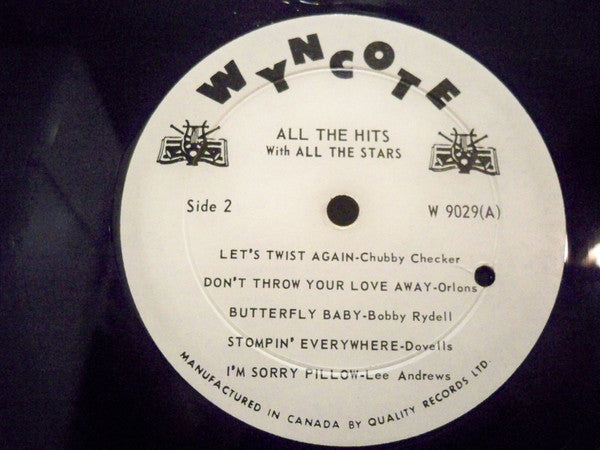 WYNCOTE
ALL THE HITS
With ALL THE STARS
Side 2
W 9029(A)
LET'S TWIST AGAIN-Chubby Checker
DON'T THROW YOUR LOVE AWAY-Orlons
BUTTERFLY BABY-Bobby Rydell
STOMPIN' EVERYWHERE-Dovells
I'M SORRY PILLOW-Lee Andrews
MANUFACTURED IN CANADA BY QUALITY RECORDS LTD.